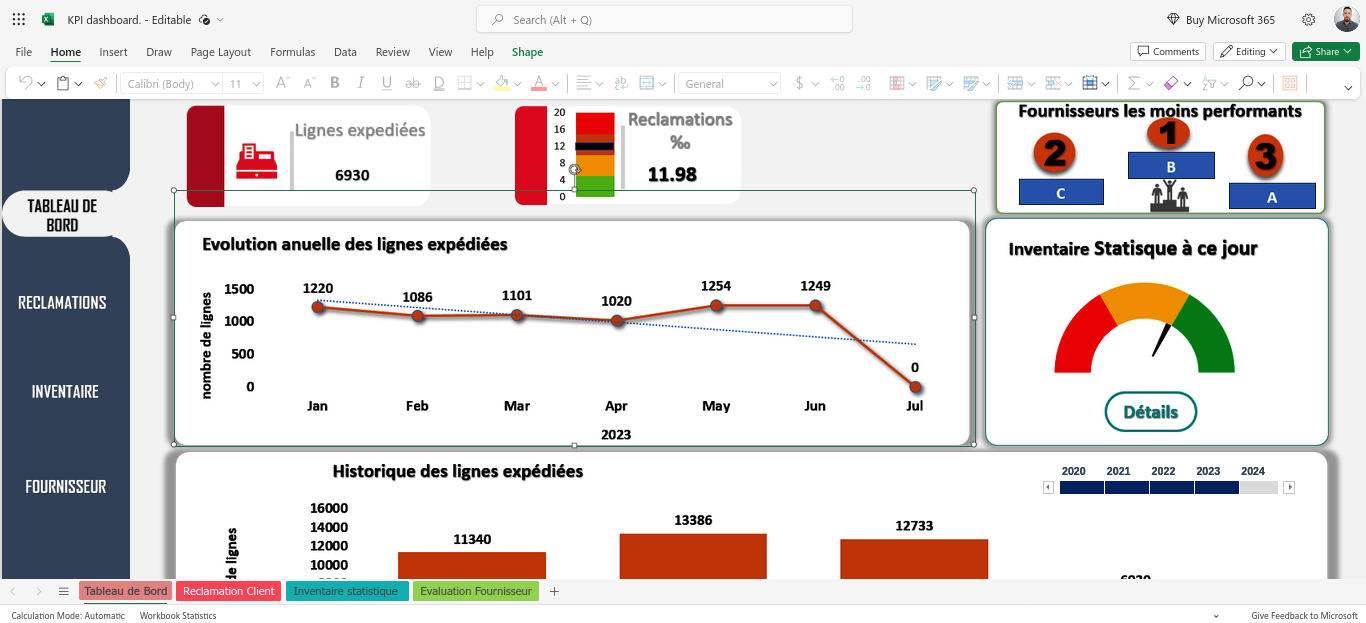 KPI dashboard. - Editable
Search (Alt + Q)
Buy Microsoft 365
File Home Insert Draw Page Layout Formulas Data Review View Help Shape
Comments Editing Share
Calibri (Body) 11 General
TABLEAU DE
BORD
RECLAMATIONS
INVENTAIRE
FOURNISSEUR
Lignes expediées
6930
20
16
12
8
4
0
Reclamations
‰
11.98
Fournisseurs les moins performants
2 1 3
B
C A
Evolution anuelle des lignes expédiées
nombre de lignes
1500
1000
500
0
1220 1086 1101 1020 1254 1249 0
Jan Feb Mar Apr May Jun Jul
2023
Inventaire Statisque à ce jour
Détails
Historique des lignes expédiées
2020 2021 2022 2023 2024
de lignes
16000
14000
12000
10000
11340 13386 12733 6930
Tableau de Bord Reclamation Client Inventaire statistique Evaluation Fournisseur
Calculation Mode: Automatic Workbook Statistics
Give Feedback to Microsoft